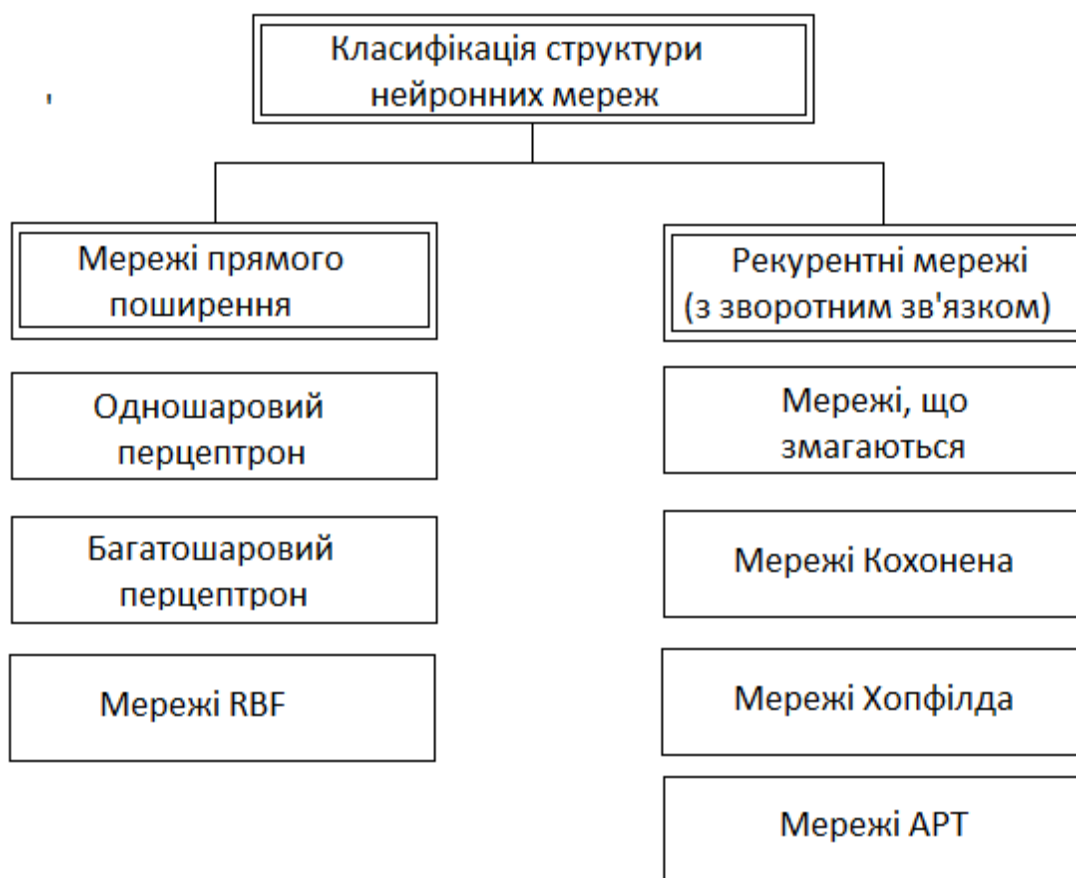 Класифікація структури
нейронних мереж
Мережі прямого
поширення
Одношаровий
перцептрон
Багатошаровий
перцептрон
Мережі RBF
Рекурентні мережі
(з зворотним зв'язком)
Мережі, що
змагаються
Мережі Кохонена
Мережі Хопфілда
Мережі АРТ